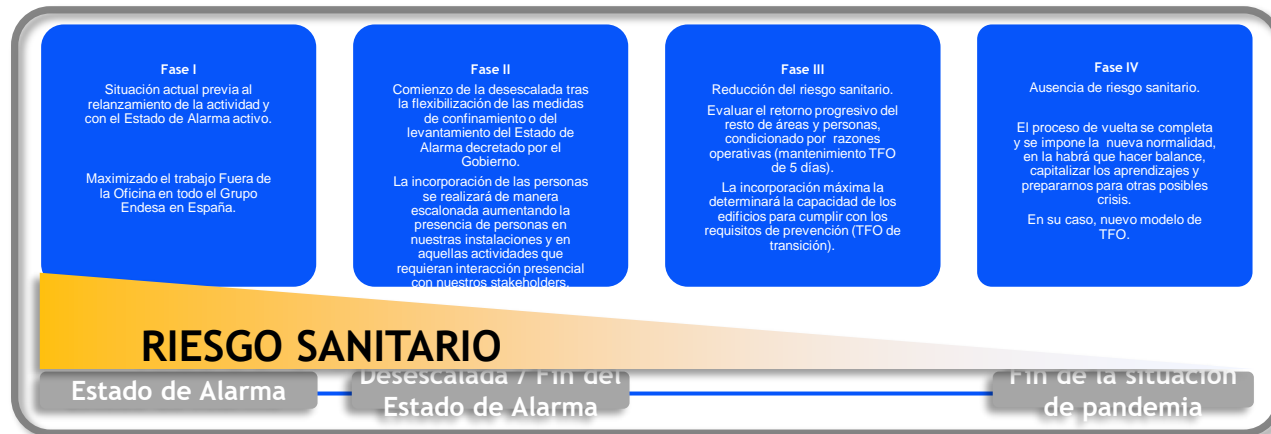 Fase I
Situación actual previa al
relanzamiento de la actividad y
con el Estado de Alarma activo.
Maximizado el trabajo Fuera de
la Oficina en todo el Grupo
Endesa en España.
Fase II
Comienzo de la desescalada tras
la flexibilización de las medidas
de confinamiento o del
levantamiento del Estado de
Alarma decretado por el
Gobierno.
La incorporación de las personas
se realizará de manera
escalonada aumentando la
presencia de personas en
nuestras instalaciones y en
aquellas actividades que
requieran interacción presencial
con nuestros stakeholders.
Fase III
Reducción del riesgo sanitario.
Evaluar el retorno progresivo del
resto de áreas y personas,
condicionado por razones
operativas (mantenimiento TFO
de 5 días).
La incorporación máxima la
determinará la capacidad de los
edificios para cumplir con los
requisitos de prevención (TFO de
transición).
Fase IV
Ausencia de riesgo sanitario.
El proceso de vuelta se completa
y se impone la nueva normalidad,
en la habrá que hacer balance,
capitalizar los aprendizajes y
prepararnos para otras posibles
crisis.
En su caso, nuevo modelo de
TFO.
RIESGO SANITARIO
Estado de Alarma
Desescalada / Fin del
Estado de Alarma
Fin de la situación
de pandemia